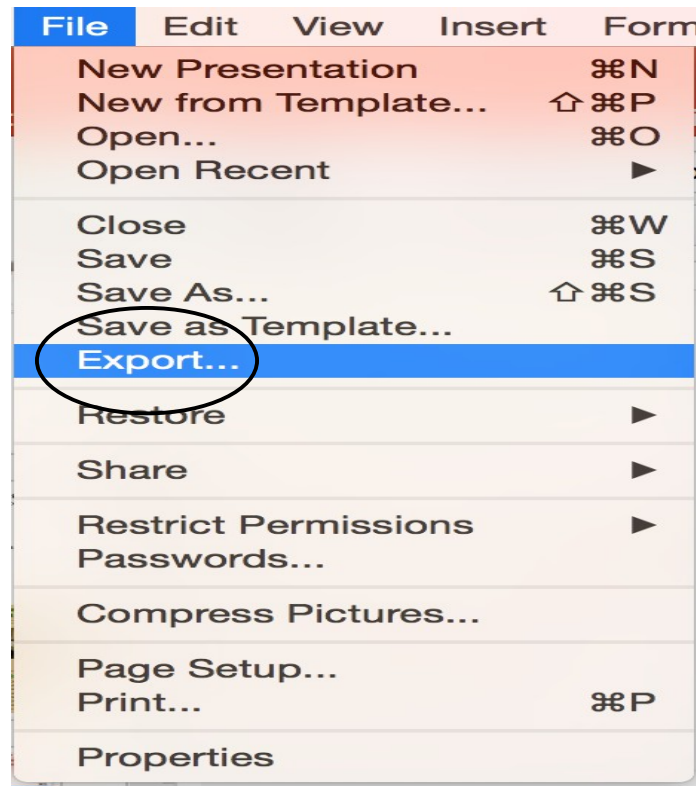 File Edit View Insert Form
New Presentation ⌘N
New from Template... ⇧⌘P
Open... ⌘O
Open Recent ▶
Close ⌘W
Save ⌘S
Save As... ⇧⌘S
Save as Template...
Export...
Restore ▶
Share ▶
Restrict Permissions ▶
Passwords...
Compress Pictures...
Page Setup...
Print... ⌘P
Properties